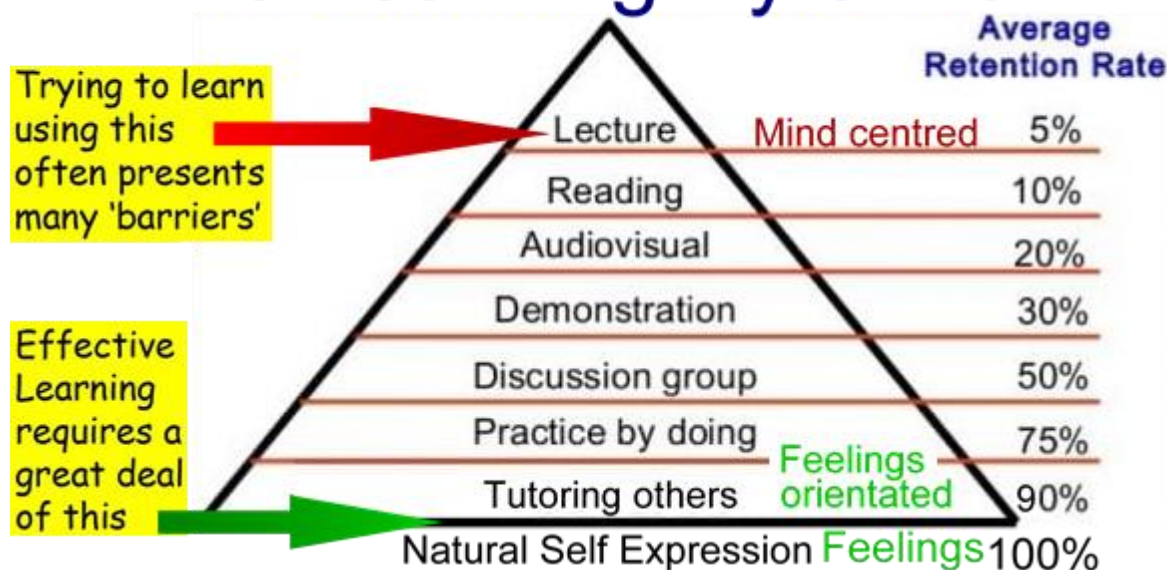 Average
Retention Rate
Trying to learn
using this
often presents
many ‘barriers’
Lecture Mind centred 5%
Reading 10%
Audiovisual 20%
Demonstration 30%
Effective
Learning
requires a
great deal
of this
Discussion group 50%
Practice by doing 75%
Feelings
orientated
Tutoring others 90%
Natural Self Expression Feelings 100%